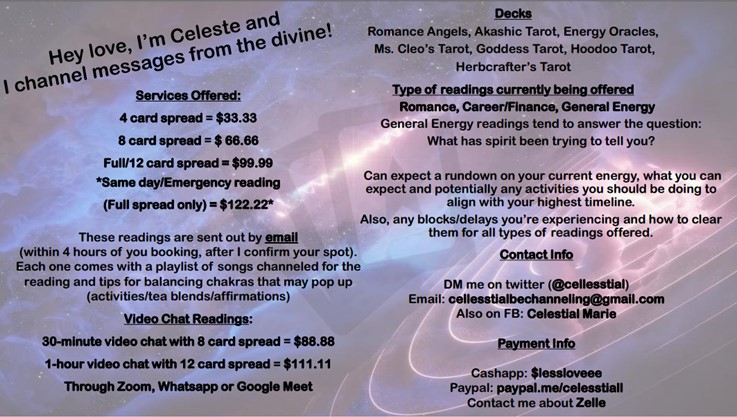 Hey love, I'm Celeste and
I channel messages from the divine!
Services Offered:
4 card spread = $33.33
8 card spread = $ 66.66
Full/12 card spread = $99.99
*Same day/Emergency reading
(Full spread only) = $122.22*
These readings are sent out by email
(within 4 hours of you booking, after I confirm your spot).
Each one comes with a playlist of songs channeled for the
reading and tips for balancing chakras that may pop up
(activities/tea blends/affirmations)
Video Chat Readings:
30-minute video chat with 8 card spread = $88.88
1-hour video chat with 12 card spread = $111.11
Through Zoom, Whatsapp or Google Meet
Decks
Romance Angels, Akashic Tarot, Energy Oracles,
Ms. Cleo's Tarot, Goddess Tarot, Hoodoo Tarot,
Herbcrafter's Tarot
Type of readings currently being offered
Romance, Career/Finance, General Energy
General Energy readings tend to answer the question:
What has spirit been trying to tell you?
Can expect a rundown on your current energy, what you can
expect and potentially any activities you should be doing to
align with your highest timeline.
Also, any blocks/delays you're experiencing and how to clear
them for all types of readings offered.
Contact Info
DM me on twitter (@cellesstial)
Email: cellesstialbechanneling@gmail.com
Also on FB: Celestial Marie
Payment Info
Cashapp: $lessloveee
Paypal: paypal.me/celesstiall
Contact me about Zelle